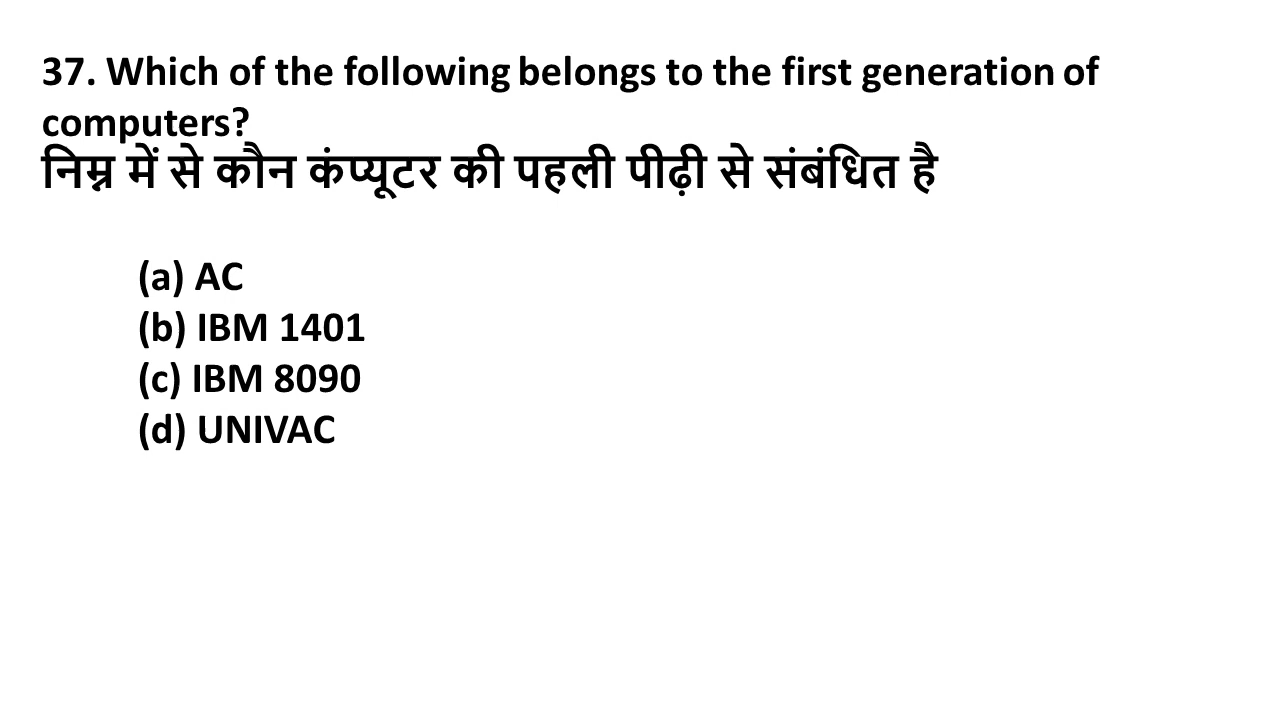 37. Which of the following belongs to the first generation of
computers?
निम्न में से कौन कंप्यूटर की पहली पीढ़ी से संबंधित है
(a) AC
(b) IBM 1401
(c) IBM 8090
(d) UNIVAC